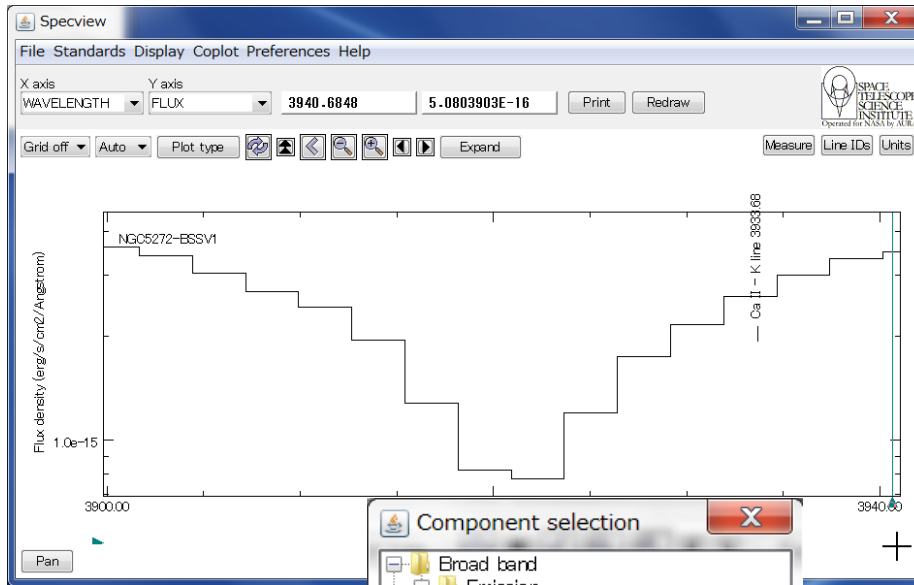 Specview
File Standards Display Coplot Preferences Help
X axis
Y axis
WAVELENGTH
FLUX
3940.6848
5.0803903E-16
Print
Redraw
SPACE
TELESCOPE
SCIENCE
INSTITUTE
Operated for NASA by AURA
Grid off
Auto
Plot type
Expand
Measure
Line IDs
Units
NGC5272-BSSV1
— Ca II - K line 3933.68
Flux density (erg/s/cm2/Angstrom)
1.0e-15
3900.00
3940.00
Pan
Component selection
Broad band
Emission